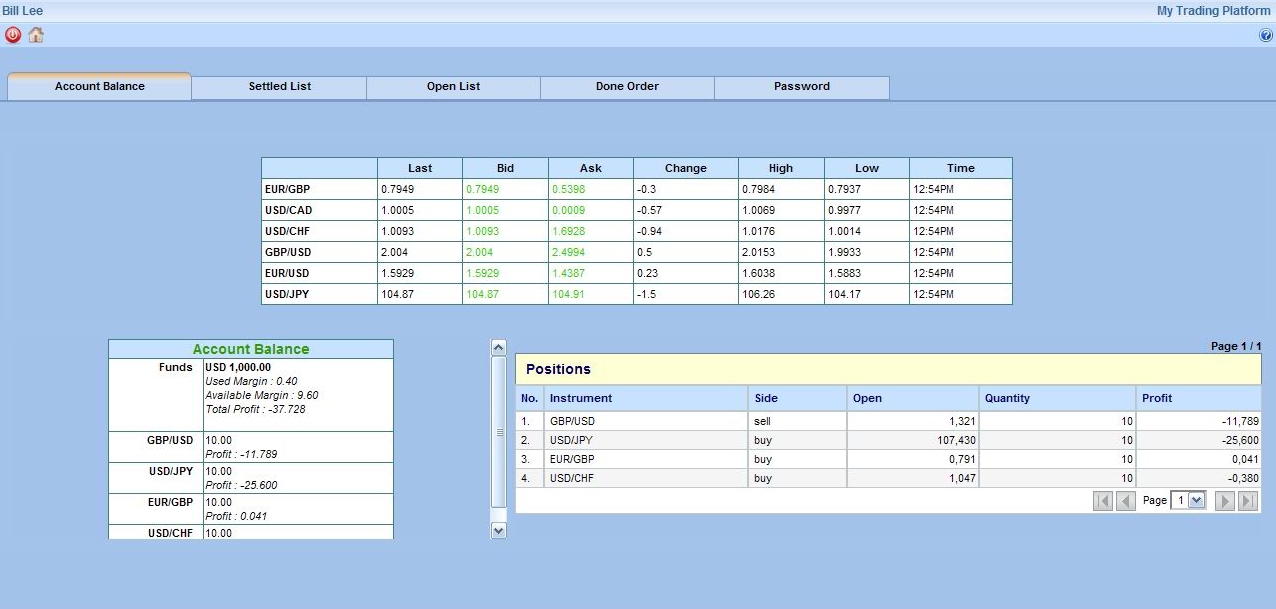 Bill Lee My Trading Platform
Account Balance Settled List Open List Done Order Password
Last Bid Ask Change High Low Time
EUR/GBP 0.7949 0.7949 0.5398 -0.3 0.7984 0.7937 12:54PM
USD/CAD 1.0005 1.0005 0.0009 -0.57 1.0069 0.9977 12:54PM
USD/CHF 1.0093 1.0093 1.6928 -0.94 1.0176 1.0014 12:54PM
GBP/USD 2.004 2.004 2.4994 0.5 2.0153 1.9933 12:54PM
EUR/USD 1.5929 1.5929 1.4387 0.23 1.6038 1.5883 12:54PM
USD/JPY 104.87 104.87 104.91 -1.5 106.26 104.17 12:54PM
Account Balance
Funds USD 1,000.00
Used Margin : 0.40
Available Margin : 9.60
Total Profit : -37.728
GBP/USD 10.00
Profit : -11.789
USD/JPY 10.00
Profit : -25.600
EUR/GBP 10.00
Profit : 0.041
USD/CHF 10.00
Page 1 / 1
Positions
No. Instrument Side Open Quantity Profit
1. GBP/USD sell 1,321 10 -11,789
2. USD/JPY buy 107,430 10 -25,600
3. EUR/GBP buy 0,791 10 0,041
4. USD/CHF buy 1,047 10 -0,380
Page 1